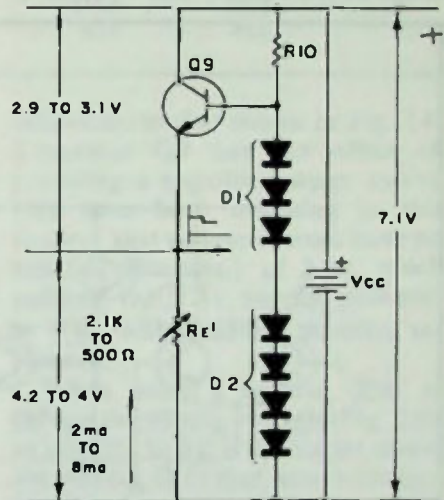 +
R10
Q9
2.9 TO 3.1V
D1
7.1V
+
VCC
-
2.1K
TO
500Ω
RE'
4.2 TO 4V
D2
2ma
TO
8ma